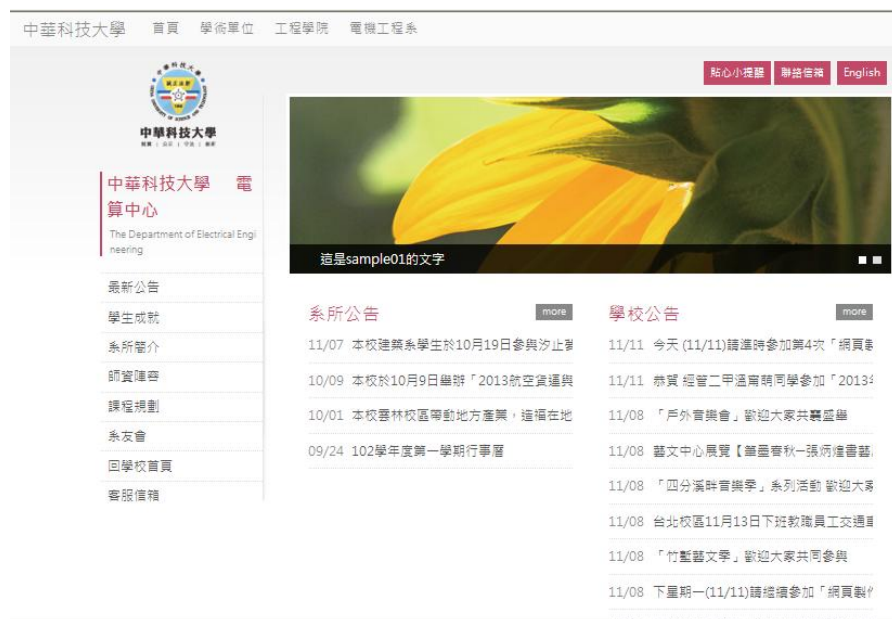 中華科技大學 首頁 學術單位 工程學院 電機工程系
貼心小提醒 聯絡信箱 English
中華科技大學
中華科技大學 電
算中心
The Department of Electrical Engi
neering
這是sample01的文字
最新公告
學生成就
系所簡介
師資陣容
課程規劃
系友會
回學校首頁
客服信箱
系所公告 more
11/07 本校建築系學生於10月19日參與汐止
10/09 本校於10月9日舉辦「2013航空貨運與
10/01 本校雲林校區帶動地方產業，造福在地
09/24 102學年度第一學期行事曆
學校公告 more
11/11 今天 (11/11)請準時參加第4次「網頁
11/11 恭賀 經管二甲溫甯萌同學參加「2013
11/08 「戶外音樂會」歡迎大家共襄盛舉
11/08 藝文中心展覽【筆墨春秋─張炳煌書藝
11/08 「四分溪畔音樂季」系列活動 歡迎大家
11/08 台北校區11月13日下班教職員工交通
11/08 「竹塹藝文季」歡迎大家共同參與
11/08 下星期一(11/11)請繼續參加「網頁製作